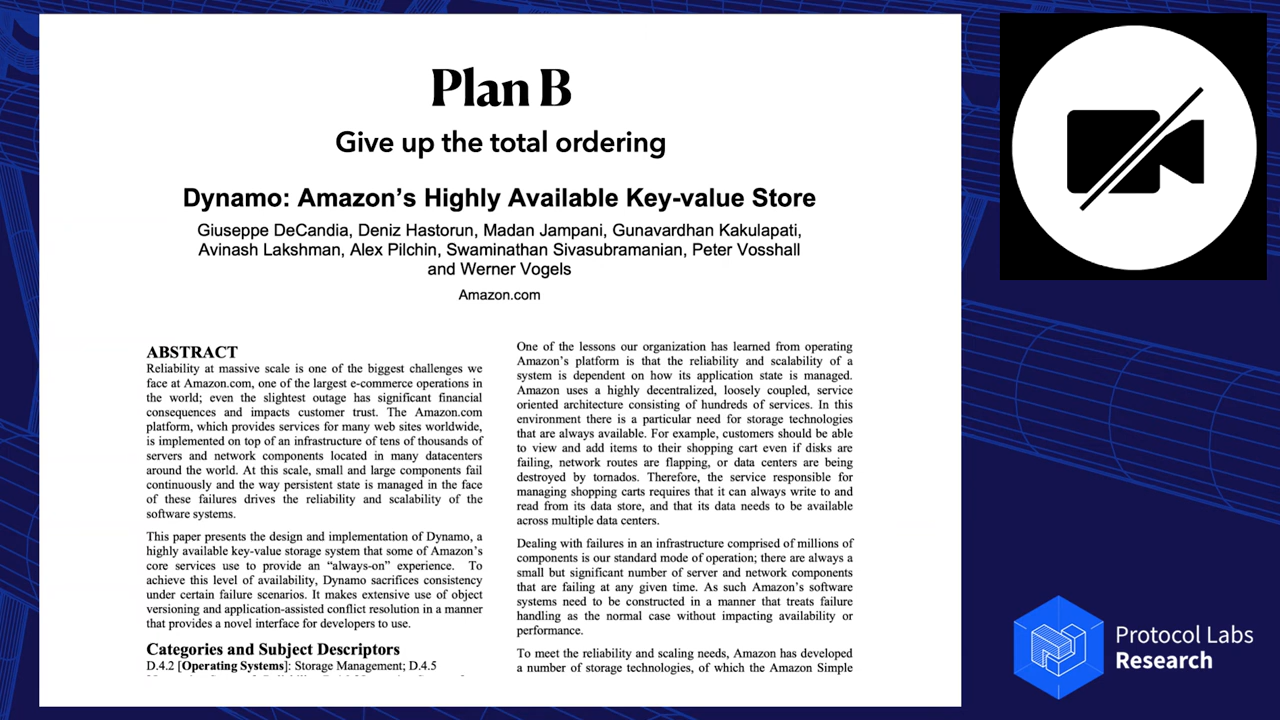 Plan B
Give up the total ordering
Dynamo: Amazon's Highly Available Key-value Store
Giuseppe DeCandia, Deniz Hastorun, Madan Jampani, Gunavardhan Kakulapati,
Avinash Lakshman, Alex Pilchin, Swaminathan Sivasubramanian, Peter Vosshall
and Werner Vogels
Amazon.com
ABSTRACT
Reliability at massive scale is one of the biggest challenges we
face at Amazon.com, one of the largest e-commerce operations in
the world; even the slightest outage has significant financial
consequences and impacts customer trust. The Amazon.com
platform, which provides services for many web sites worldwide,
is implemented on top of an infrastructure of tens of thousands of
servers and network components located in many datacenters
around the world. At this scale, small and large components fail
continuously and the way persistent state is managed in the face
of these failures drives the reliability and scalability of the
software systems.
This paper presents the design and implementation of Dynamo, a
highly available key-value storage system that some of Amazon's
core services use to provide an “always-on” experience. To
achieve this level of availability, Dynamo sacrifices consistency
under certain failure scenarios. It makes extensive use of object
versioning and application-assisted conflict resolution in a manner
that provides a novel interface for developers to use.
Categories and Subject Descriptors
D.4.2 [Operating Systems]: Storage Management; D.4.5
One of the lessons our organization has learned from operating
Amazon's platform is that the reliability and scalability of a
system is dependent on how its application state is managed.
Amazon uses a highly decentralized, loosely coupled, service
oriented architecture consisting of hundreds of services. In this
environment there is a particular need for storage technologies
that are always available. For example, customers should be able
to view and add items to their shopping cart even if disks are
failing, network routes are flapping, or data centers are being
destroyed by tornados. Therefore, the service responsible for
managing shopping carts requires that it can always write to and
read from its data store, and that its data needs to be available
across multiple data centers.
Dealing with failures in an infrastructure comprised of millions of
components is our standard mode of operation; there are always a
small but significant number of server and network components
that are failing at any given time. As such Amazon's software
systems need to be constructed in a manner that treats failure
handling as the normal case without impacting availability or
performance.
To meet the reliability and scaling needs, Amazon has developed
a number of storage technologies, of which the Amazon Simple
Protocol Labs
Research